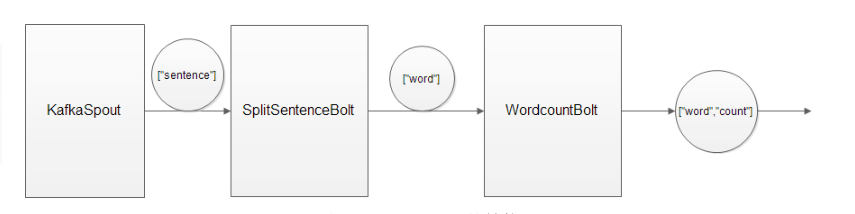 KafkaSpout
["sentence"]
SplitSentenceBolt
["word"]
WordcountBolt
["word","count"]